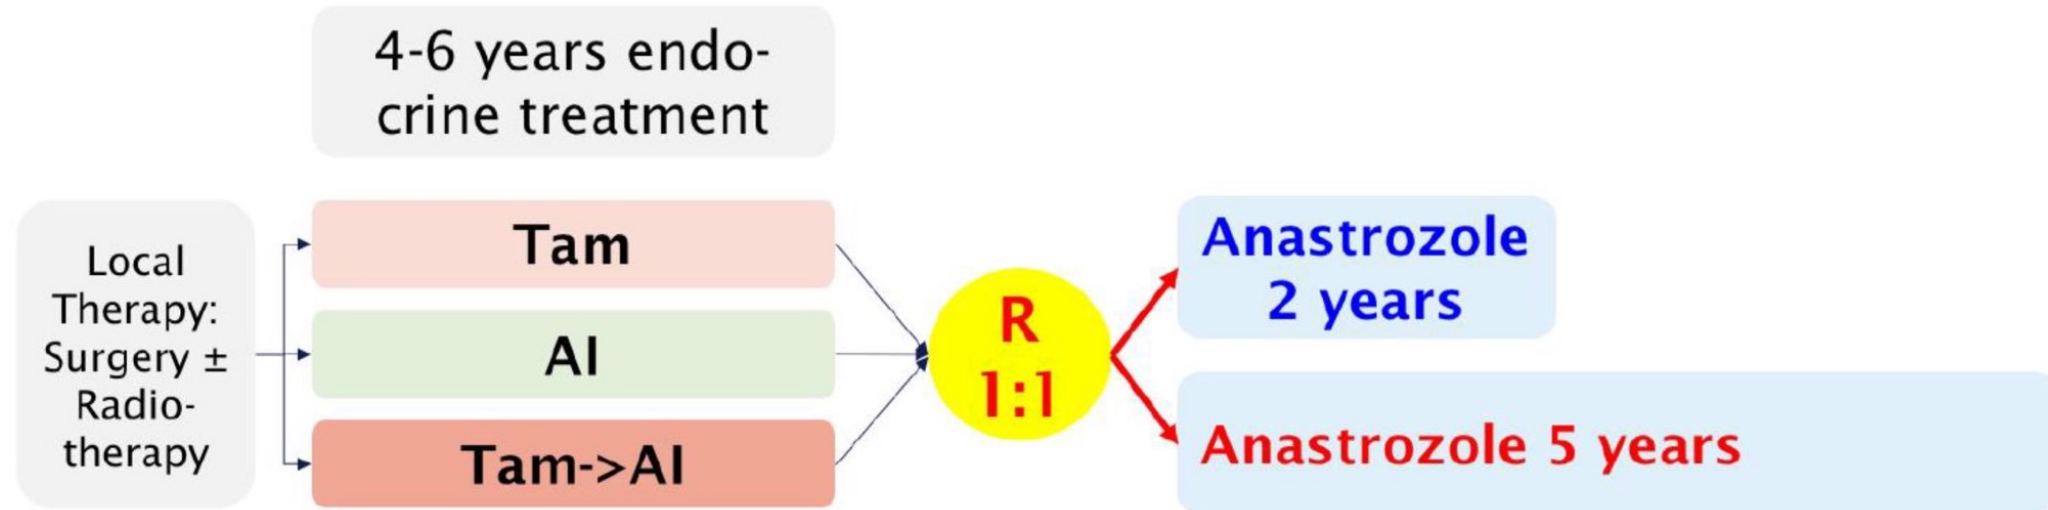 4-6 years endo-
crine treatment
Local
Therapy:
Surgery ±
Radio-
therapy
Tam
AI
Tam->AI
R
1:1
Anastrozole
2 years
Anastrozole 5 years